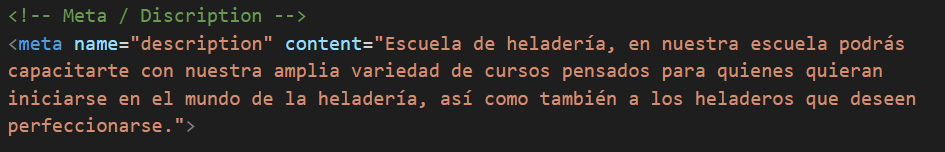 <!-- Meta / Discription -->
<meta name="description" content="Escuela de heladería, en nuestra escuela podrás
capacitarte con nuestra amplia variedad de cursos pensados para quienes quieran
iniciarse en el mundo de la heladería, así como también a los heladeros que deseen
perfeccionarse.">